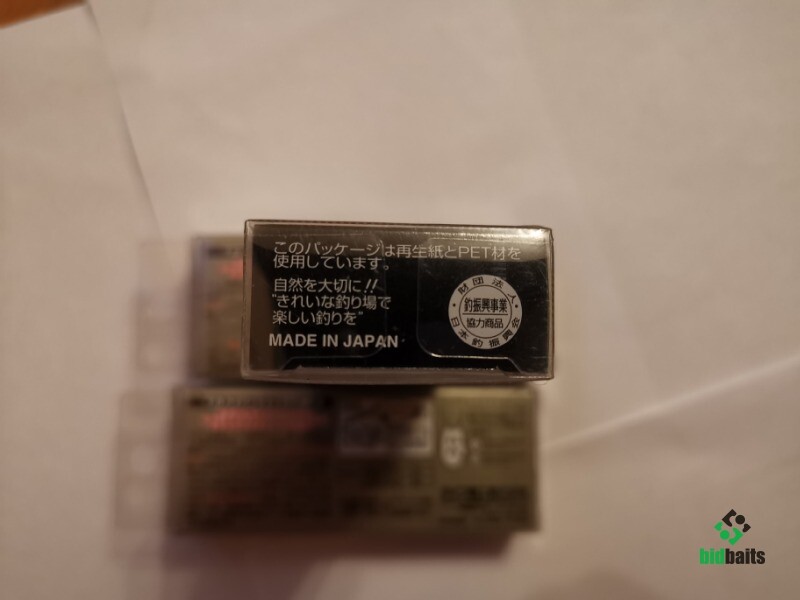 このパッケージは再生紙とPET材を
使用しています。
自然を大切に!!
"きれいな釣り場で
楽しい釣りを"
MADE IN JAPAN
財団法人
釣振興事業
協力商品
日本釣振興会
bidbaits